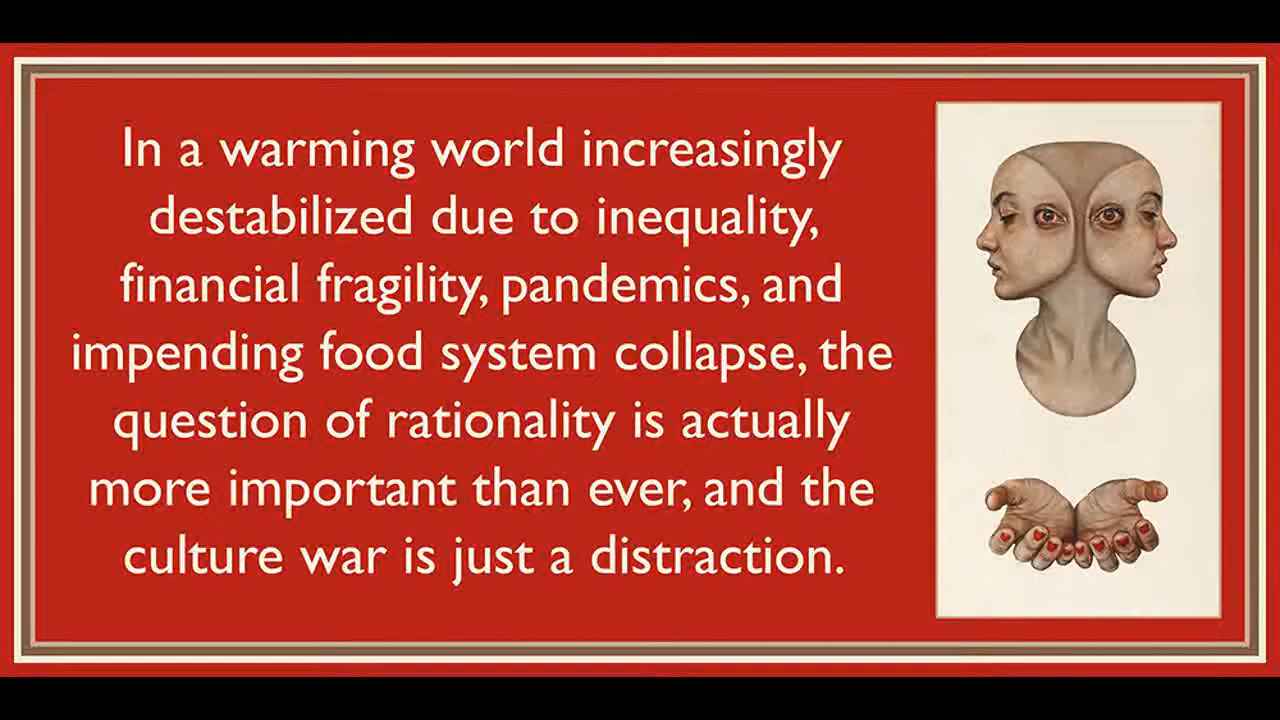 In a warming world increasingly
destabilized due to inequality,
financial fragility, pandemics, and
impending food system collapse, the
question of rationality is actually
more important than ever, and the
culture war is just a distraction.